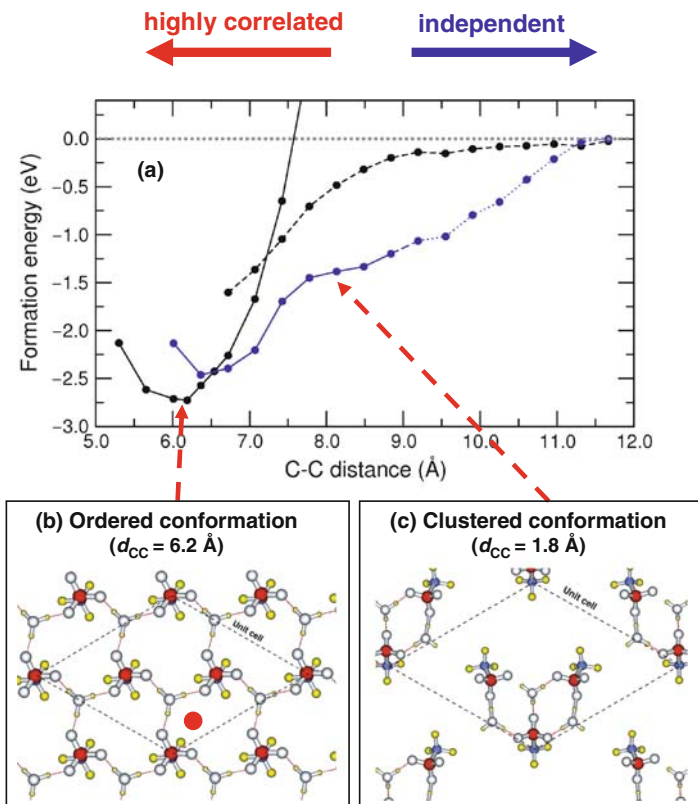 highly correlated
independent
0.0
(a)
−0.5
−1.0
−1.5
−2.0
−2.5
−3.0
Formation energy (eV)
5.0 6.0 7.0 8.0 9.0 10.0 11.0 12.0
C-C distance (Å)
(b) Ordered conformation
(dCC = 6.2 Å)
Unit cell
(c) Clustered conformation
(dCC = 1.8 Å)
Unit cell